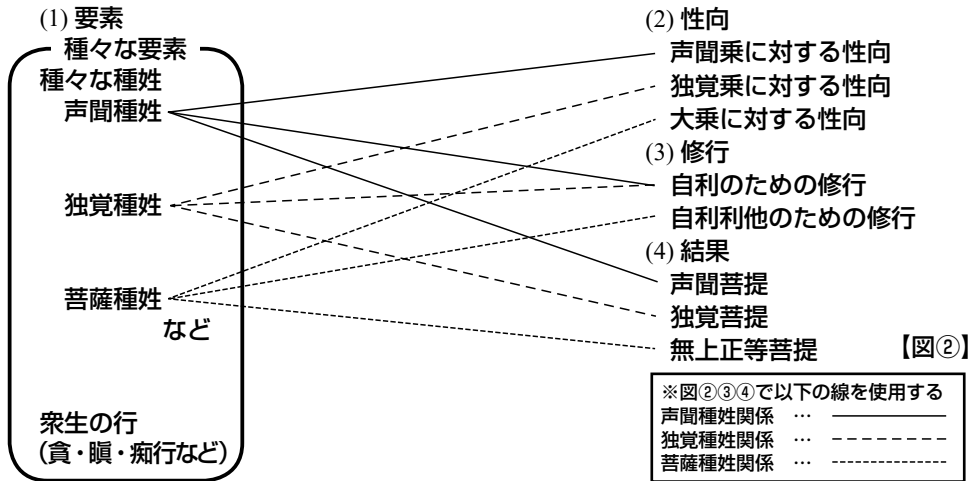 (1) 要素
種々な要素
種々な種姓
声聞種姓
独覚種姓
菩薩種姓
など
衆生の行
(貪・瞋・痴行など)
(2) 性向
声聞乗に対する性向
独覚乗に対する性向
大乗に対する性向
(3) 修行
自利のための修行
自利利他のための修行
(4) 結果
声聞菩提
独覚菩提
無上正等菩提
【図②】
※図②③④で以下の線を使用する
声聞種姓関係 …
独覚種姓関係 …
菩薩種姓関係 …